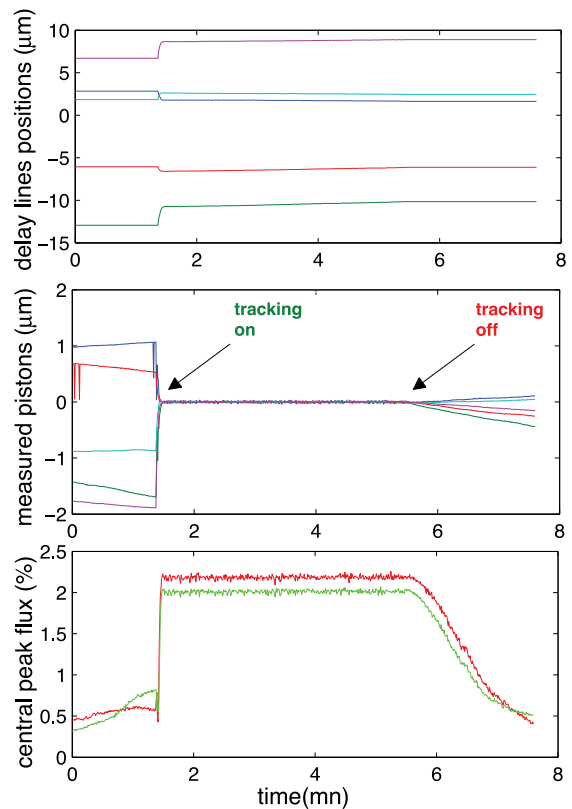 delay lines positions (μm)
10
5
0
−5
−10
−15
0 2 4 6 8
measured pistons (μm)
2
1
0
−1
−2
tracking
on
tracking
off
0 2 4 6 8
central peak flux (%)
2.5
2
1.5
1
0.5
0
0 2 4 6 8
time(mn)